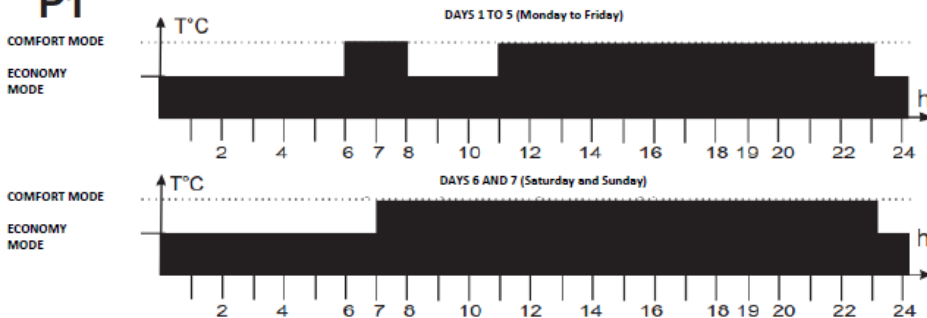 P1
DAYS 1 TO 5 (Monday to Friday)
T°C
COMFORT MODE
ECONOMY
MODE
h
2 4 6 7 8 10 12 14 16 18 19 20 22 24
DAYS 6 AND 7 (Saturday and Sunday)
T°C
COMFORT MODE
ECONOMY
MODE
h
2 4 6 7 8 10 12 14 16 18 19 20 22 24